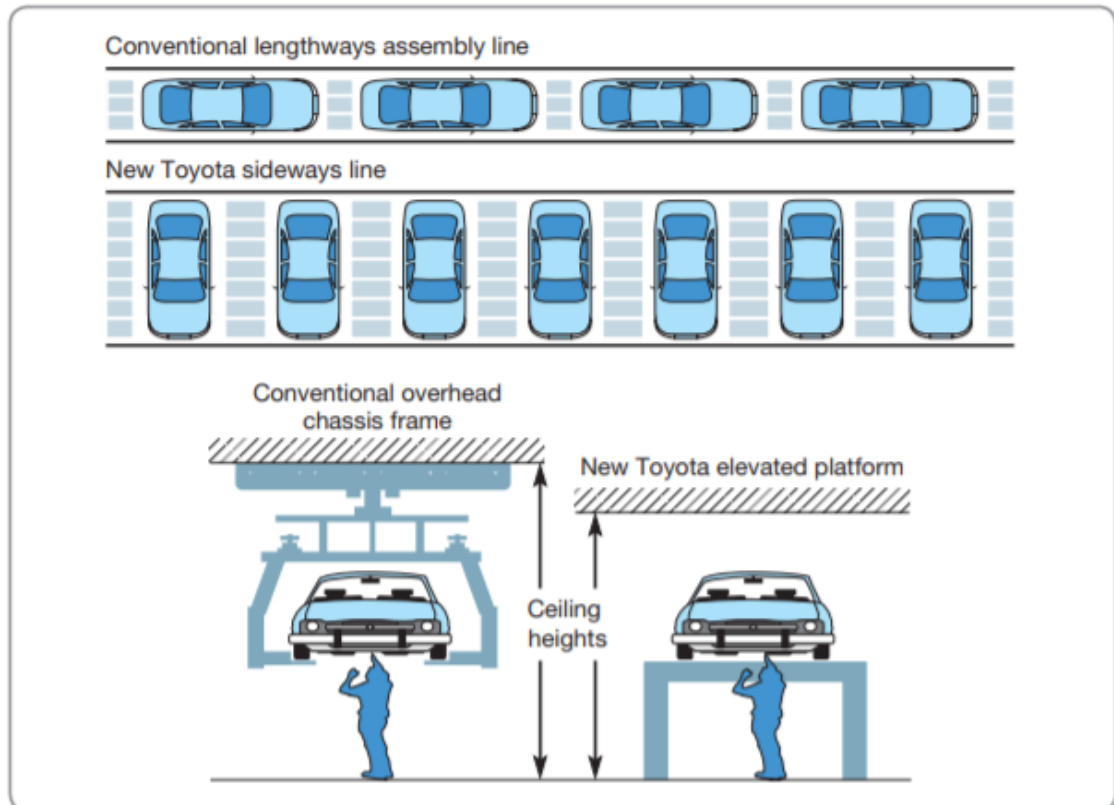 Conventional lengthways assembly line
New Toyota sideways line
Conventional overhead
chassis frame
New Toyota elevated platform
Ceiling
heights